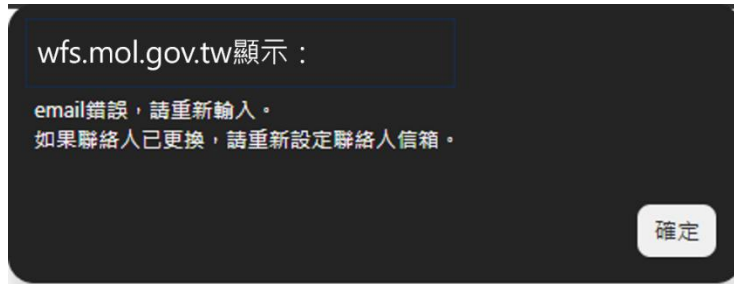 wfs.mol.gov.tw顯示：
email錯誤，請重新輸入。
如果聯絡人已更換，請重新設定聯絡人信箱。
確定